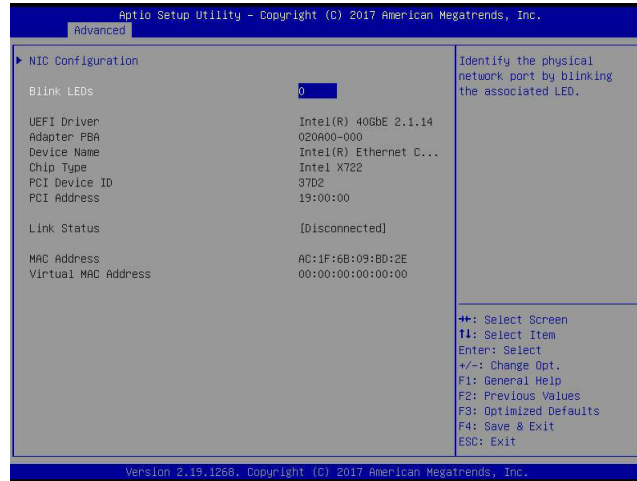 Aptio Setup Utility – Copyright (C) 2017 American Megatrends, Inc.
Advanced
NIC Configuration
Blink LEDs 0
UEFI Driver Intel(R) 40GbE 2.1.14
Adapter PBA 020A00-000
Device Name Intel(R) Ethernet C...
Chip Type Intel X722
PCI Device ID 37D2
PCI Address 19:00:00
Link Status [Disconnected]
MAC Address AC:1F:6B:09:BD:2E
Virtual MAC Address 00:00:00:00:00:00
Identify the physical
network port by blinking
the associated LED.
→←: Select Screen
↑↓: Select Item
Enter: Select
+/-: Change Opt.
F1: General Help
F2: Previous Values
F3: Optimized Defaults
F4: Save & Exit
ESC: Exit
Version 2.19.1268. Copyright (C) 2017 American Megatrends, Inc.